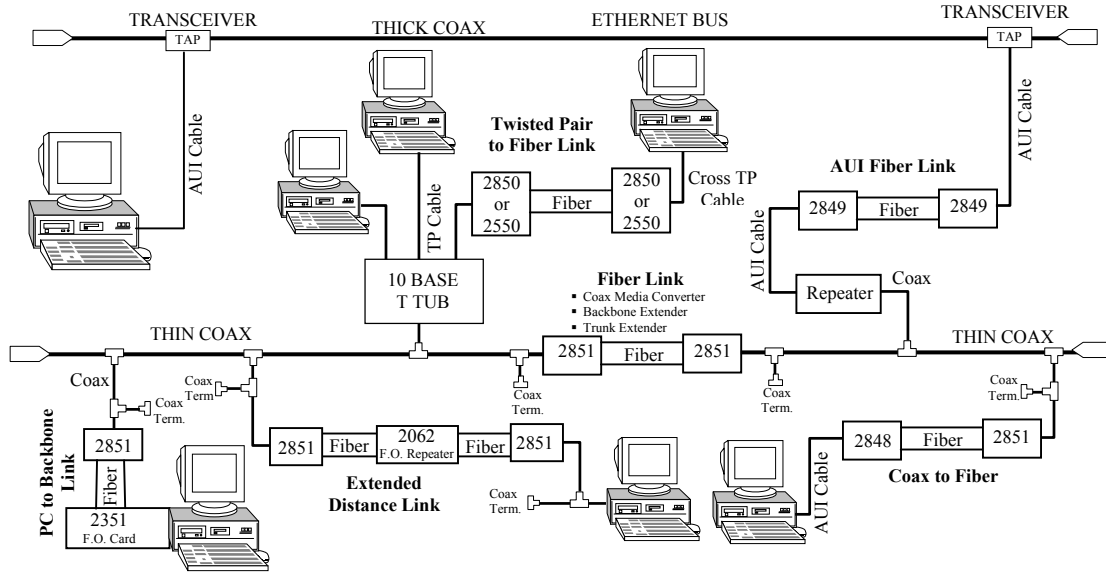 TRANSCEIVER
THICK COAX
ETHERNET BUS
TRANSCEIVER
TAP
TAP
AUI Cable
TP Cable
Twisted Pair
to Fiber Link
2850
or
2550
Fiber
2850
or
2550
Cross TP
Cable
AUI Fiber Link
2849
Fiber
2849
AUI Cable
AUI Cable
Repeater
Coax
10 BASE
T TUB
Fiber Link
▪ Coax Media Converter
▪ Backbone Extender
▪ Trunk Extender
THIN COAX
2851
Fiber
2851
THIN COAX
Coax
Coax
Term.
Coax
Term.
Coax
Term.
Coax
Term.
Coax
Term.
PC to Backbone
Link
2851
Fiber
2351
F.O. Card
2851
Fiber
2062
F.O. Repeater
Fiber
2851
Extended
Distance Link
Coax
Term.
AUI Cable
2848
Fiber
2851
Coax to Fiber